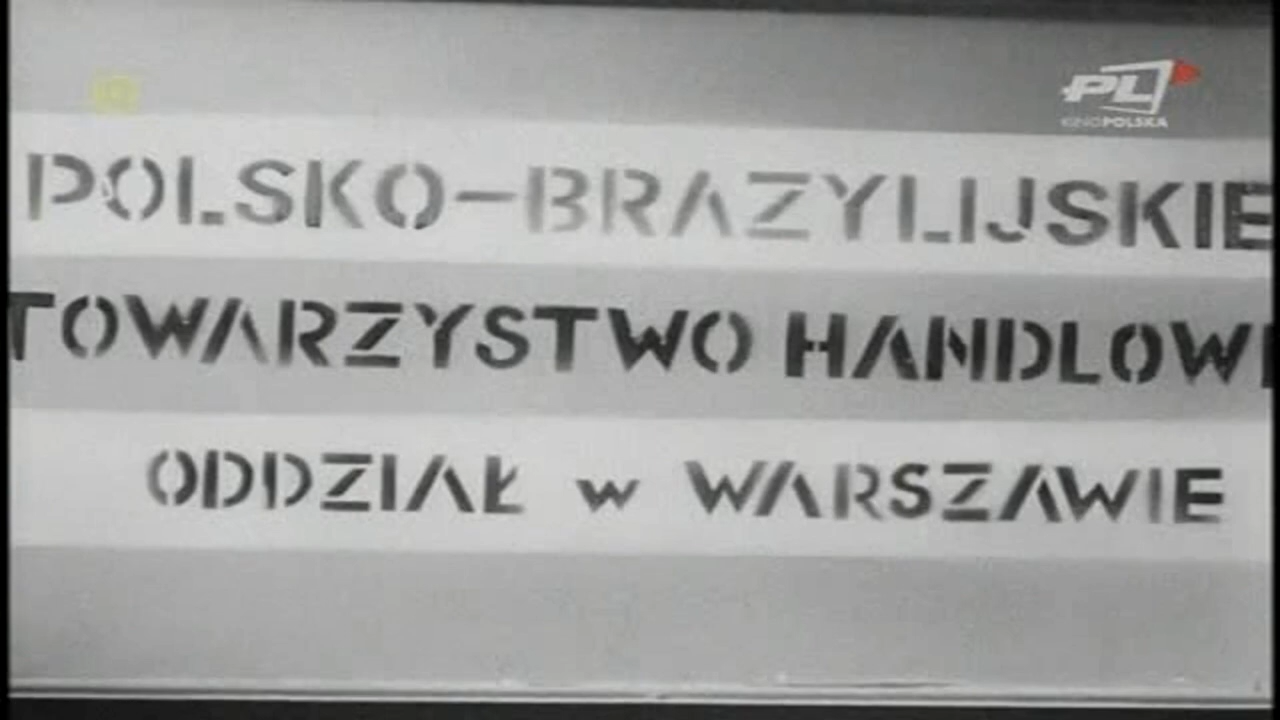 PL
KINOPOLSKA
POLSKO-BRAZYLIJSKIE
TOWARZYSTWO HANDLOW
ODDZIAŁ w WARSZAWIE